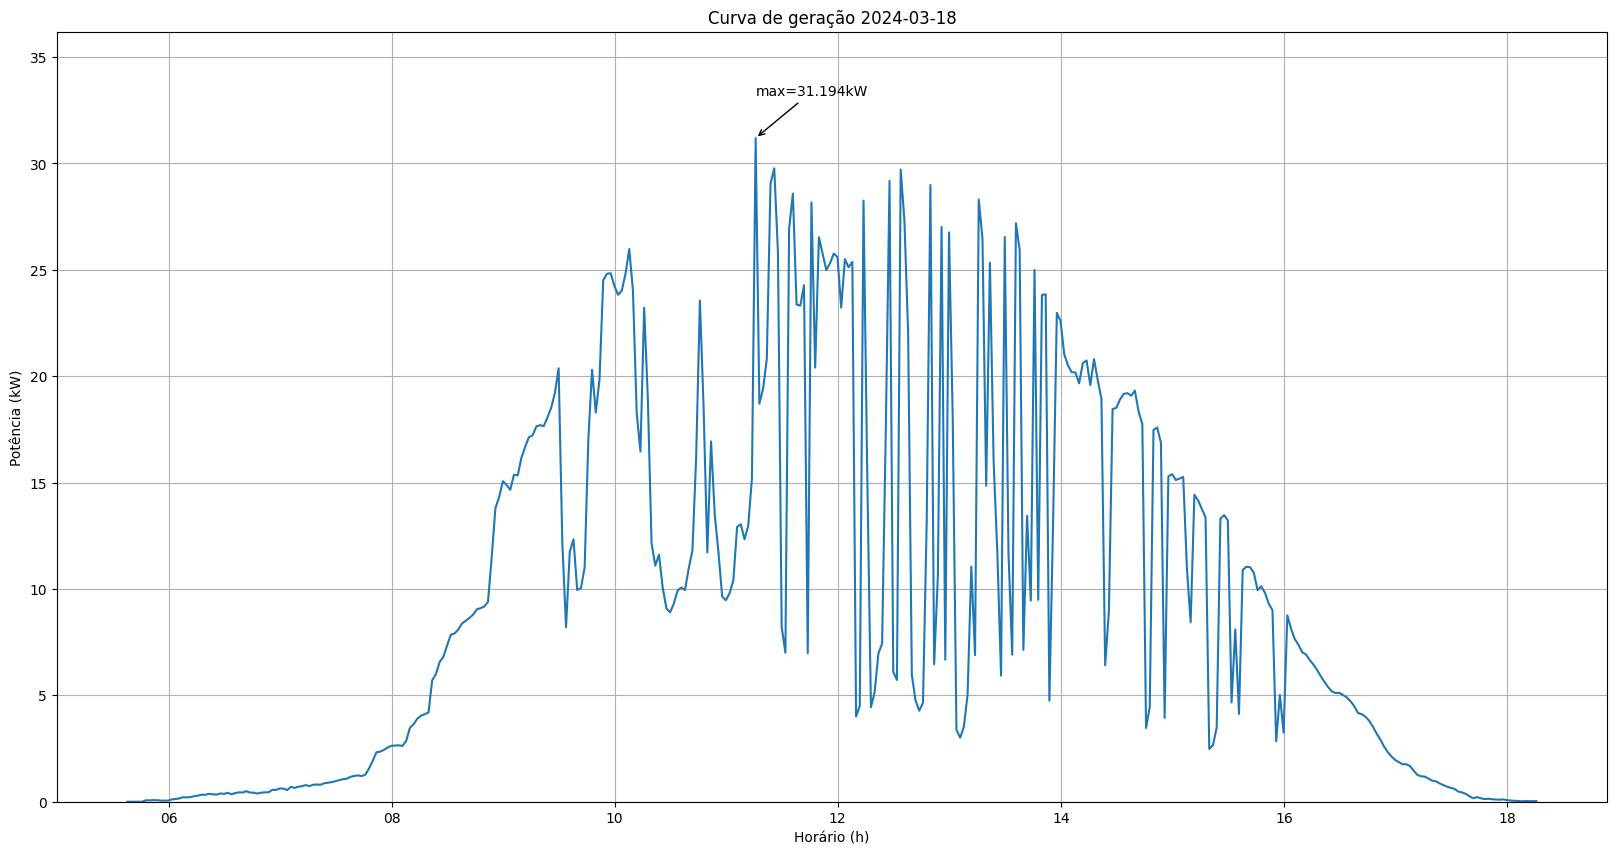 Curva de geração 2024-03-18
35
max=31.194kW
30
25
20
Potência (kW)
15
10
5
0
06 08 10 12 14 16 18
Horário (h)